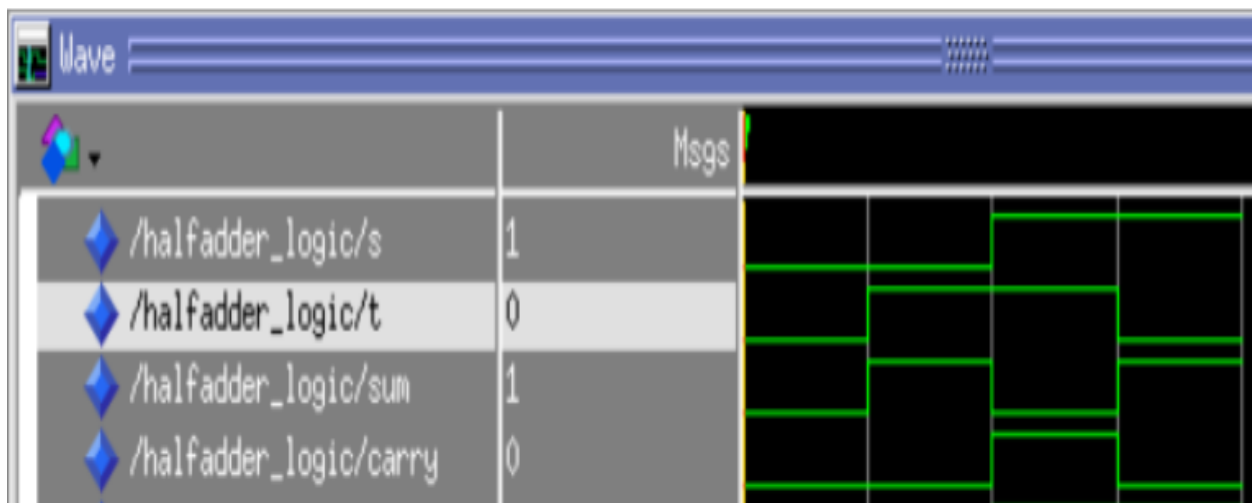 Wave
Msgs
/halfadder_logic/s 1
/halfadder_logic/t 0
/halfadder_logic/sum 1
/halfadder_logic/carry 0